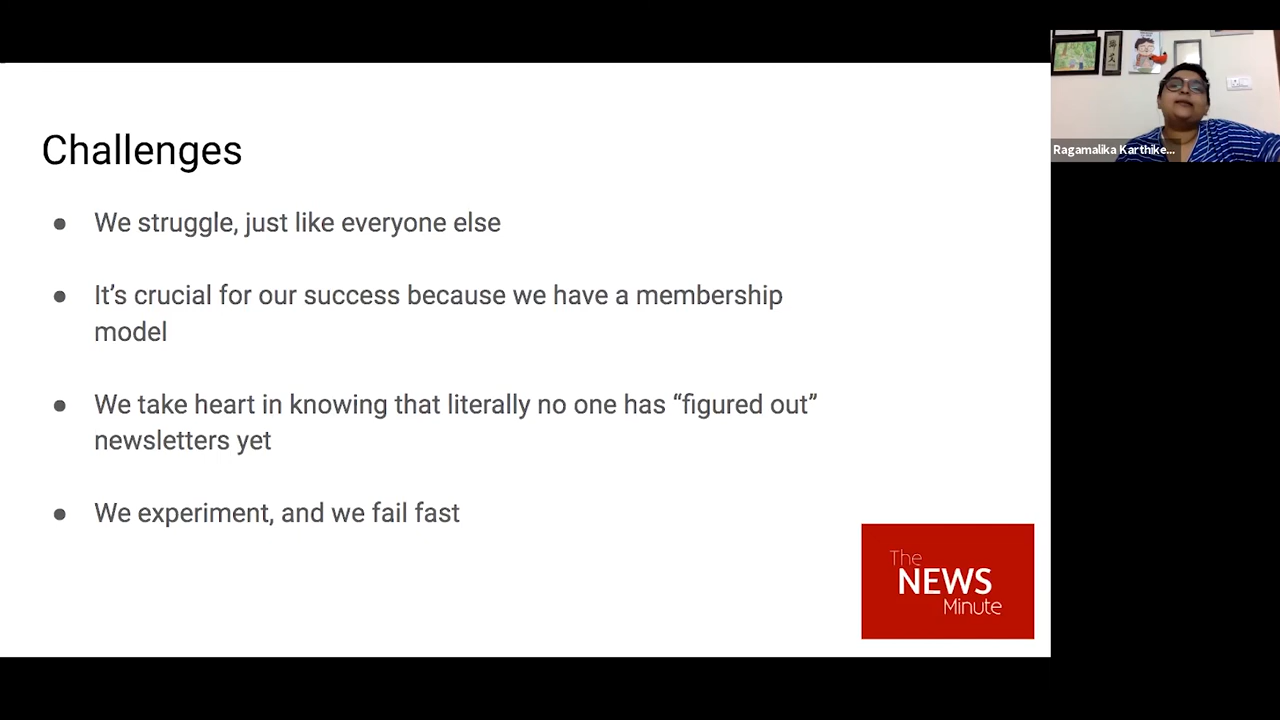 Challenges
● We struggle, just like everyone else
● It’s crucial for our success because we have a membership
model
● We take heart in knowing that literally no one has “figured out”
newsletters yet
● We experiment, and we fail fast
The
NEWS
Minute
Ragamalika Karthike...